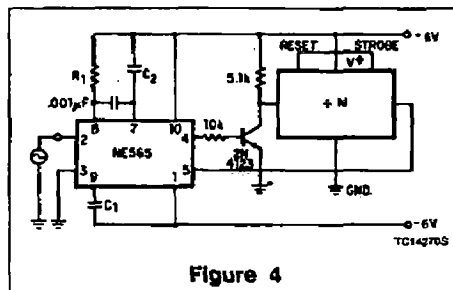 -6V
RESET STROBE
V+
R1
C2
5.1k
.001µF
÷ N
8 7 10
10k
2 NE565 4
2N
4123
3 5
9 1
C1
GND.
-6V
TC14270S
Figure 4